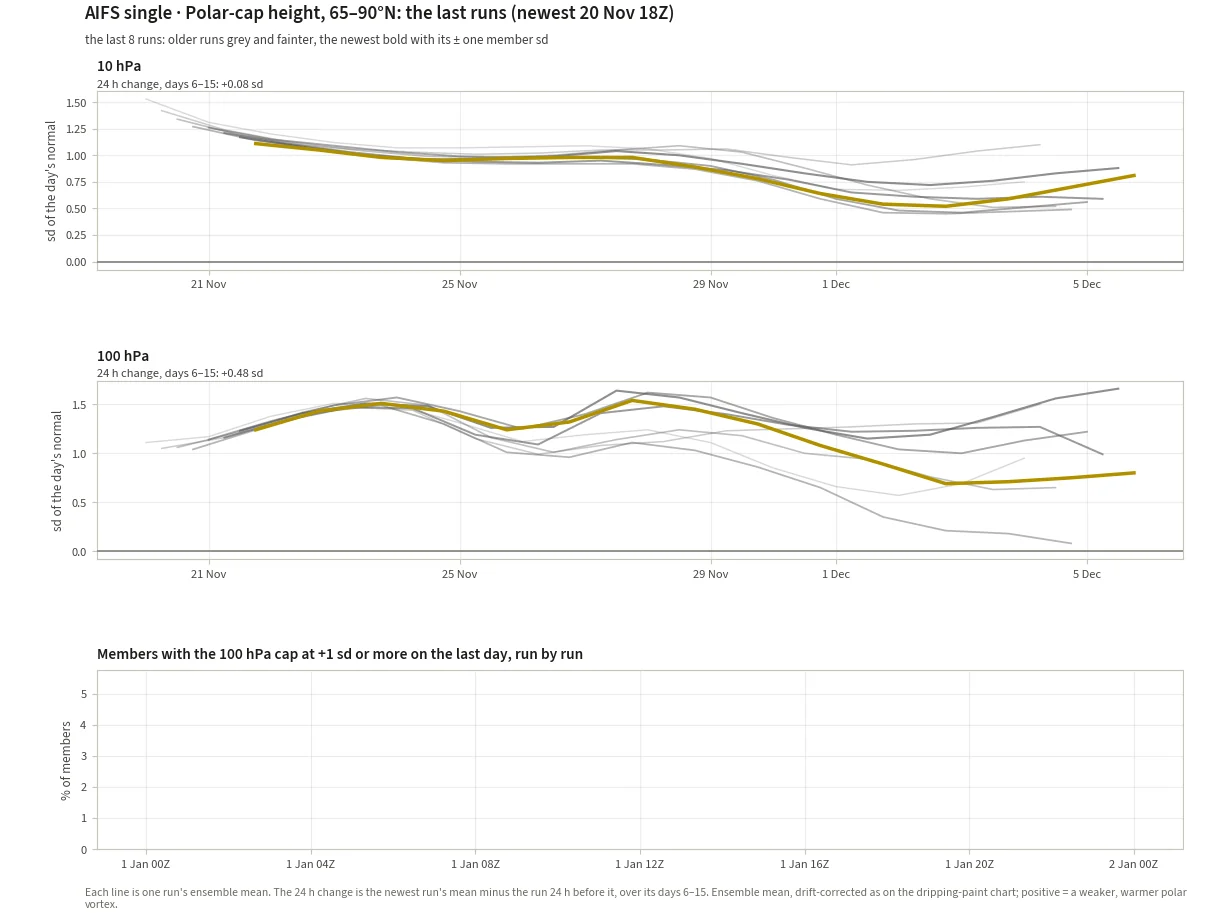 AIFS single · Polar-cap height, 65–90°N: the last runs (newest 20 Nov 18Z)
the last 8 runs: older runs grey and fainter, the newest bold with its ± one member sd
10 hPa
24 h change, days 6–15: +0.08 sd
sd of the day's normal
1.50
1.25
1.00
0.75
0.50
0.25
0.00
21 Nov
25 Nov
29 Nov
1 Dec
5 Dec
100 hPa
24 h change, days 6–15: +0.48 sd
sd of the day's normal
1.5
1.0
0.5
0.0
21 Nov
25 Nov
29 Nov
1 Dec
5 Dec
Members with the 100 hPa cap at +1 sd or more on the last day, run by run
% of members
5
4
3
2
1
0
1 Jan 00Z
1 Jan 04Z
1 Jan 08Z
1 Jan 12Z
1 Jan 16Z
1 Jan 20Z
2 Jan 00Z
Each line is one run's ensemble mean. The 24 h change is the newest run's mean minus the run 24 h before it, over its days 6–15. Ensemble mean, drift-corrected as on the dripping-paint chart; positive = a weaker, warmer polar
vortex.